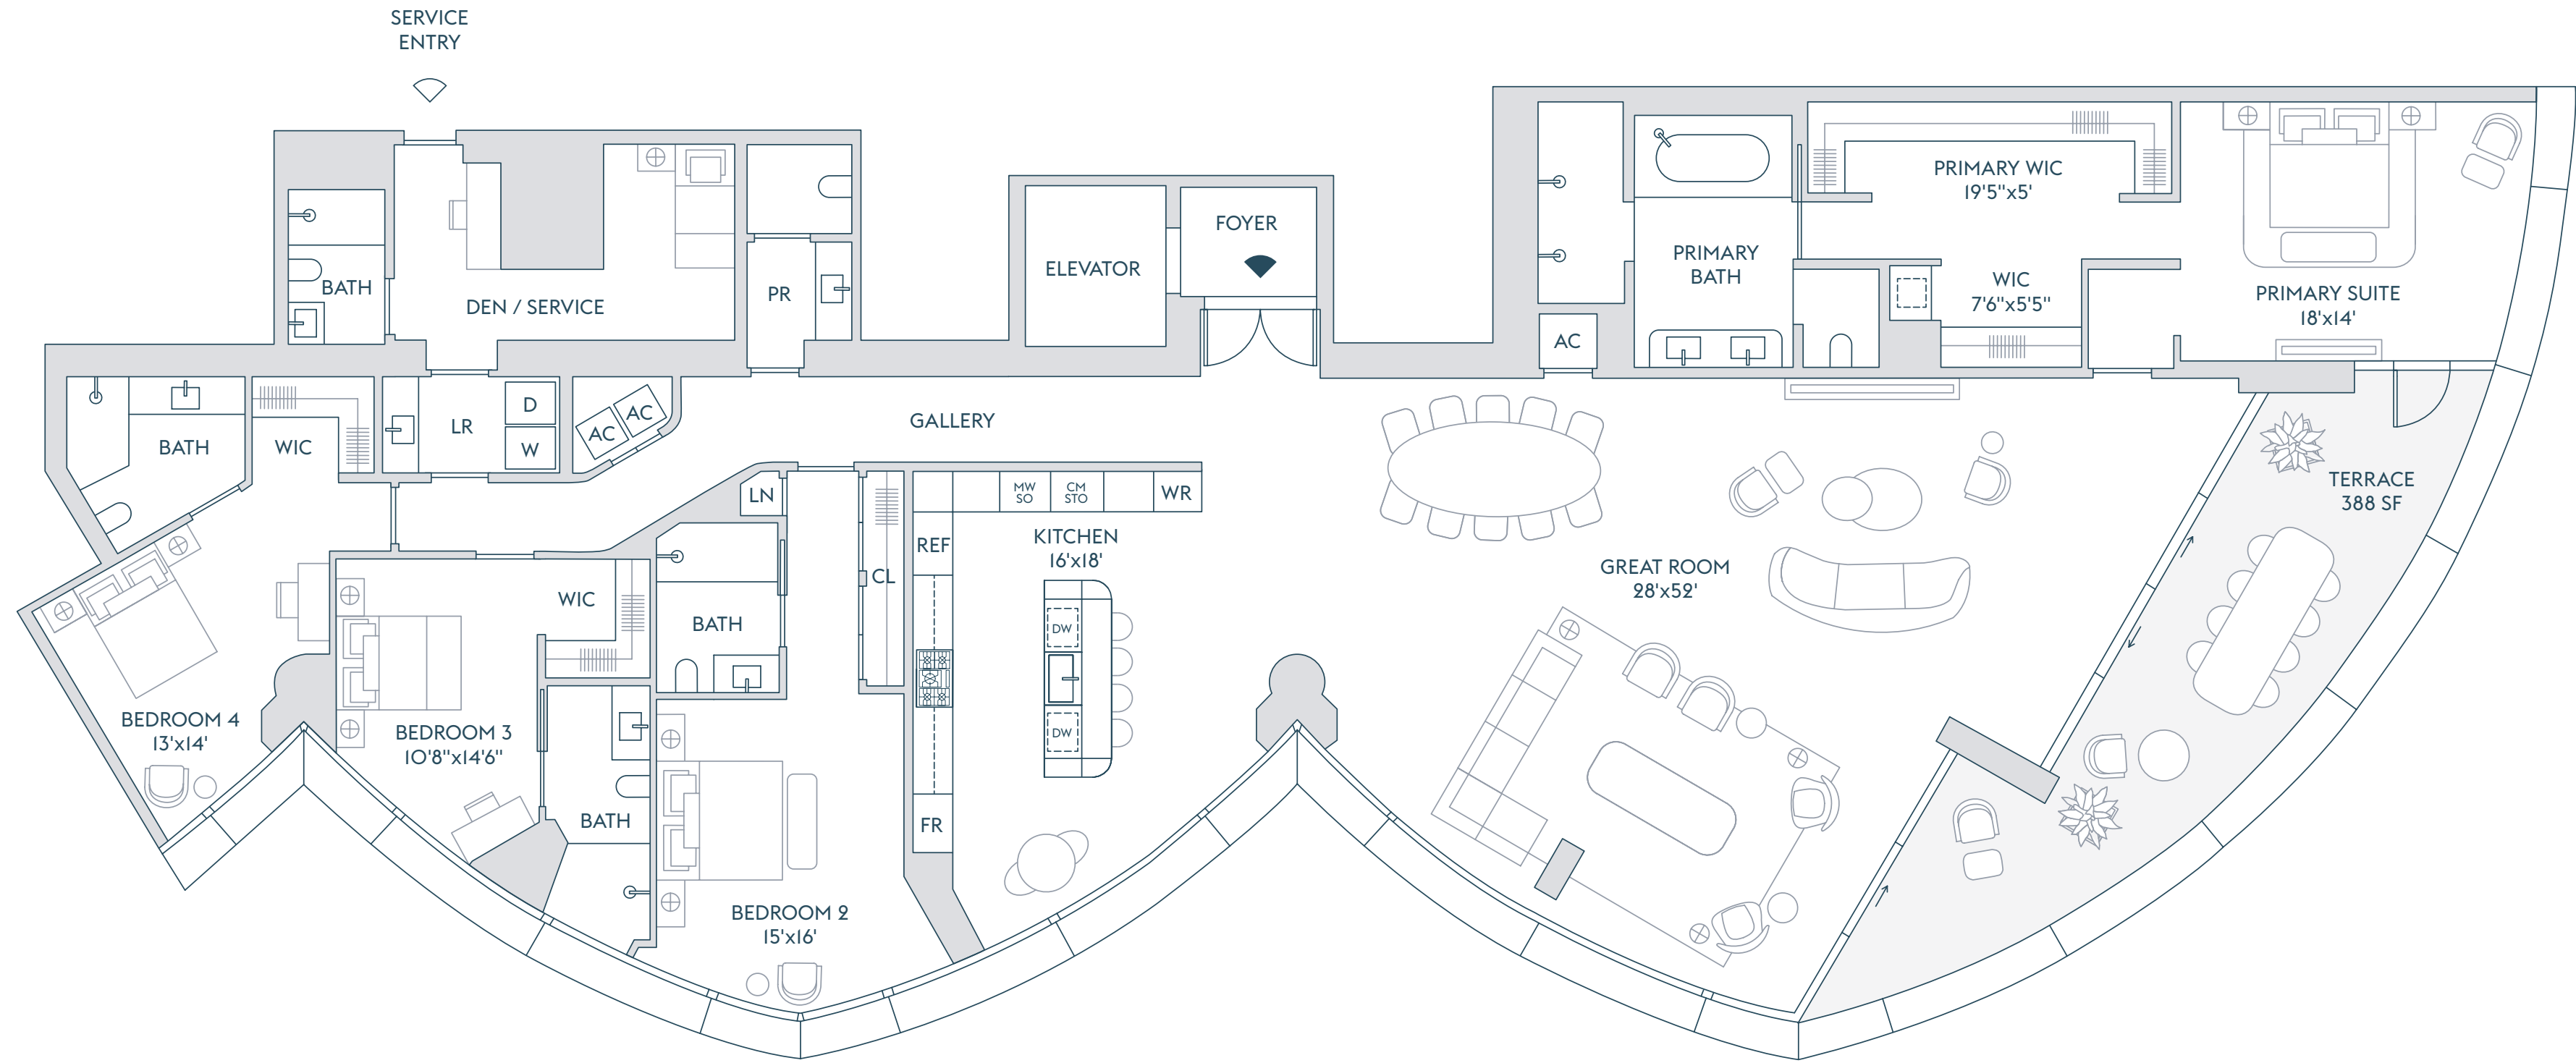 SERVICE
ENTRY
BATH
DEN / SERVICE
PR
ELEVATOR
FOYER
PRIMARY
BATH
PRIMARY WIC
19'5"x5'
WIC
7'6"x5'5"
PRIMARY SUITE
18'x14'
AC
BATH
WIC
LR
D
W
AC
AC
GALLERY
LN
CL
MW
SO
CM
STO
WR
REF
KITCHEN
16'x18'
DW
DW
FR
GREAT ROOM
28'x52'
TERRACE
388 SF
WIC
BATH
BEDROOM 4
13'x14'
BEDROOM 3
10'8"x14'6"
BATH
BEDROOM 2
15'x16'